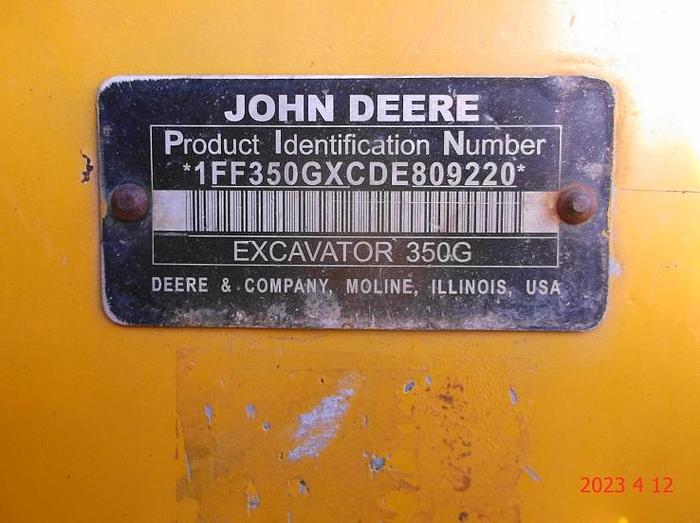 JOHN DEERE
Product Identification Number
*1FF350GXCDE809220*
EXCAVATOR 350G
DEERE & COMPANY, MOLINE, ILLINOIS, USA
2023 4 12